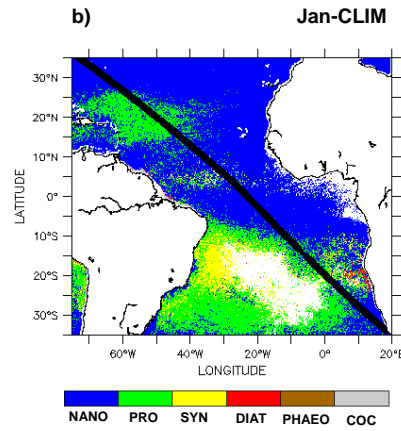 b) Jan-CLIM
30°N
20°N
10°N
0°
10°S
20°S
30°S
LATITUDE
60°W 40°W 20°W 0° 20°E
LONGITUDE
NANO PRO SYN DIAT PHAEO COC